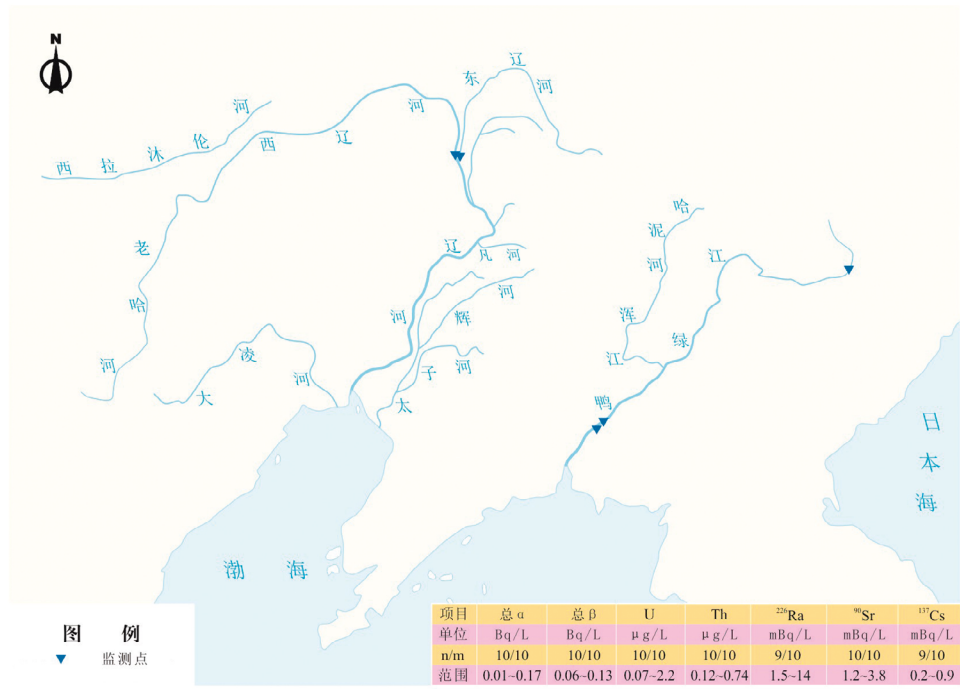 N
西拉沐伦河
西辽河
东辽河
老哈河
大凌河
辽河
凡河
辉河
太子河
哈泥河
浑江
鸭绿江
日本海
渤海
图 例
监测点
项目 总α 总β U Th ²²⁶Ra ⁹⁰Sr ¹³⁷Cs
单位 Bq/L Bq/L μg/L μg/L mBq/L mBq/L mBq/L
n/m 10/10 10/10 10/10 10/10 9/10 10/10 9/10
范围 0.01~0.17 0.06~0.13 0.07~2.2 0.12~0.74 1.5~14 1.2~3.8 0.2~0.9